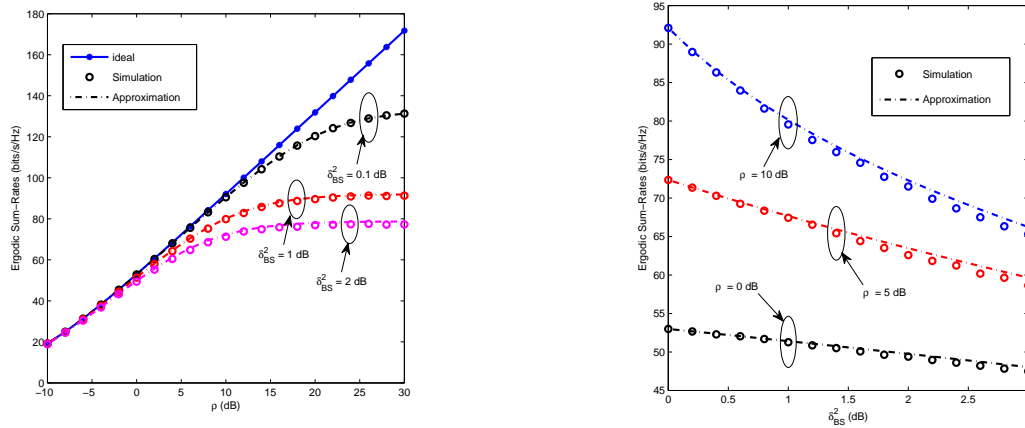 180
160
140
120
100
80
60
40
20
0
Ergodic Sum−Rates (bits/s/Hz)
ideal
Simulation
Approximation
δ²BS = 0.1 dB
δ²BS = 1 dB
δ²BS = 2 dB
−10 −5 0 5 10 15 20 25 30
ρ (dB)
95
90
85
80
75
70
65
60
55
50
45
Ergodic Sum−Rates (bits/s/Hz)
Simulation
Approximation
ρ = 10 dB
ρ = 5 dB
ρ = 0 dB
0 0.5 1 1.5 2 2.5
δ²BS (dB)